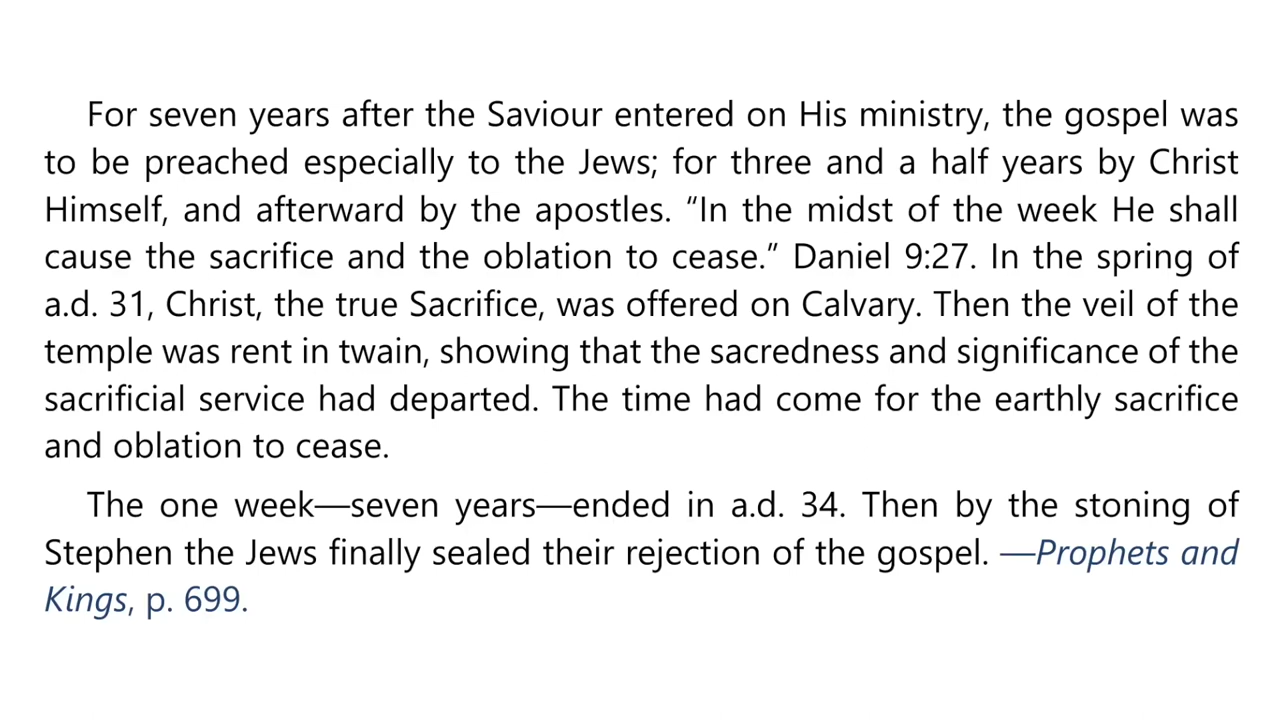 For seven years after the Saviour entered on His ministry, the gospel was
to be preached especially to the Jews; for three and a half years by Christ
Himself, and afterward by the apostles. “In the midst of the week He shall
cause the sacrifice and the oblation to cease.” Daniel 9:27. In the spring of
a.d. 31, Christ, the true Sacrifice, was offered on Calvary. Then the veil of the
temple was rent in twain, showing that the sacredness and significance of the
sacrificial service had departed. The time had come for the earthly sacrifice
and oblation to cease.
The one week—seven years—ended in a.d. 34. Then by the stoning of
Stephen the Jews finally sealed their rejection of the gospel. —Prophets and
Kings, p. 699.